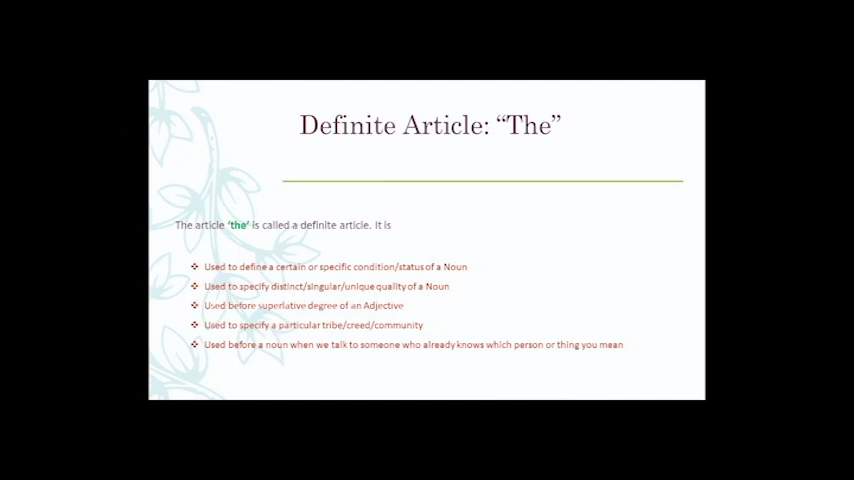 Definite Article: “The”
The article ‘the’ is called a definite article. It is
❖ Used to define a certain or specific condition/status of a Noun
❖ Used to specify distinct/singular/unique quality of a Noun
❖ Used before superlative degree of an Adjective
❖ Used to specify a particular tribe/creed/community
❖ Used before a noun when we talk to someone who already knows which person or thing you mean